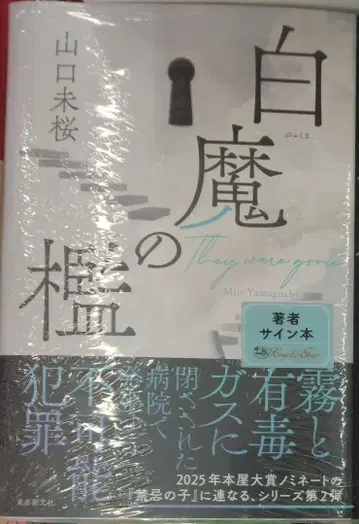 白魔の檻
はくま
山口未桜
They were gone
Mio Yamaguchi
著者
サイン本
霧と
有毒
ガスに
閉ざされた
病院で
不可能
犯罪
2025年本屋大賞ノミネートの
『禁忌の子』に連なる、シリーズ第2弾
東京創元社